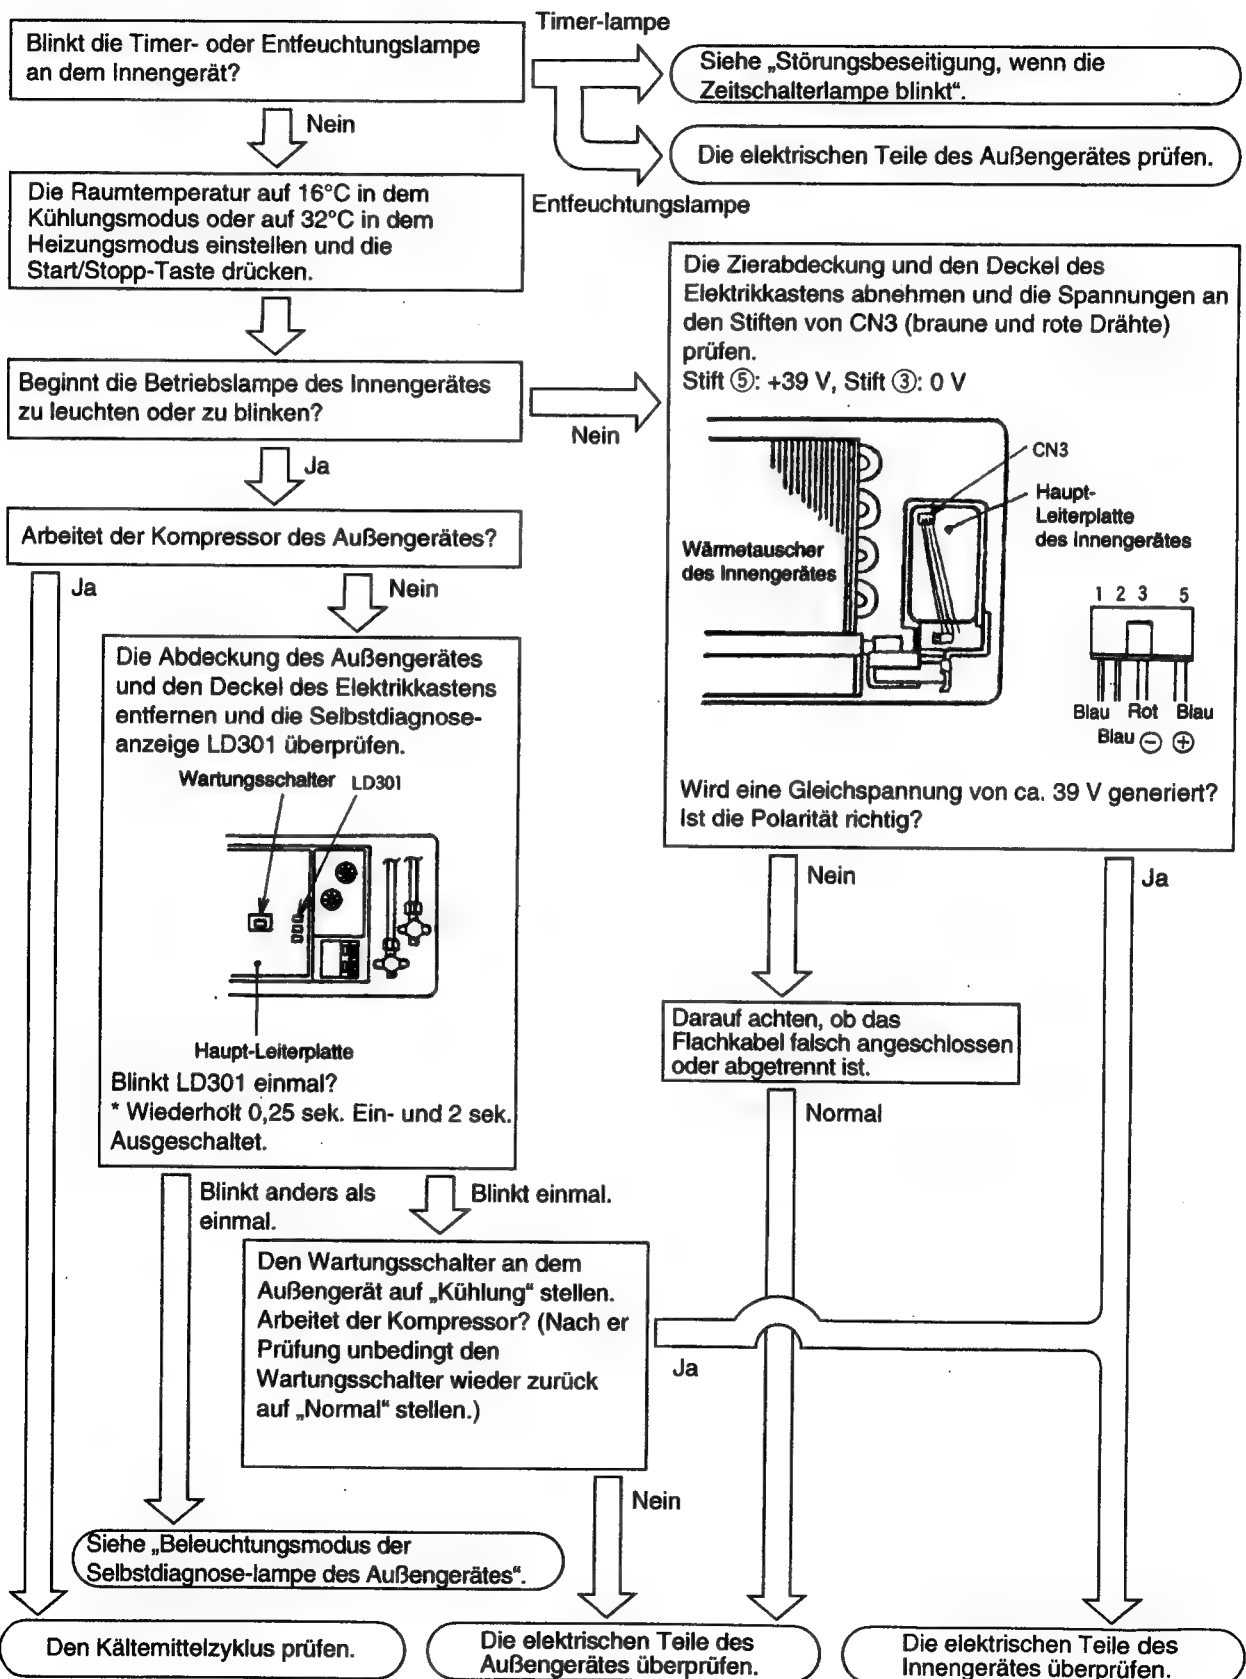 Timer-lampe
Blinkt die Timer- oder Entfeuchtungslampe
an dem Innengerät?
Siehe „Störungsbeseitigung, wenn die
Zeitschalterlampe blinkt“.
Nein
Die elektrischen Teile des Außengerätes prüfen.
Entfeuchtungslampe
Die Raumtemperatur auf 16°C in dem
Kühlungsmodus oder auf 32°C in dem
Heizungsmodus einstellen und die
Start/Stopp-Taste drücken.
Beginnt die Betriebslampe des Innengerätes
zu leuchten oder zu blinken?
Nein
Die Zierabdeckung und den Deckel des
Elektrikkastens abnehmen und die Spannungen an
den Stiften von CN3 (braune und rote Drähte)
prüfen.
Stift ⑤: +39 V, Stift ③: 0 V
CN3
Haupt-
Leiterplatte
des Innengerätes
Wärmetauscher
des Innengerätes
1 2 3 5
Blau Rot Blau
Blau ⊖ ⊕
Wird eine Gleichspannung von ca. 39 V generiert?
Ist die Polarität richtig?
Ja
Arbeitet der Kompressor des Außengerätes?
Ja
Nein
Die Abdeckung des Außengerätes
und den Deckel des Elektrikkastens
entfernen und die Selbstdiagnose-
anzeige LD301 überprüfen.
Wartungsschalter LD301
Haupt-Leiterplatte
Blinkt LD301 einmal?
* Wiederholt 0,25 sek. Ein- und 2 sek.
Ausgeschaltet.
Nein
Ja
Darauf achten, ob das
Flachkabel falsch angeschlossen
oder abgetrennt ist.
Normal
Blinkt anders als
einmal.
Blinkt einmal.
Den Wartungsschalter an dem
Außengerät auf „Kühlung“ stellen.
Arbeitet der Kompressor? (Nach er
Prüfung unbedingt den
Wartungsschalter wieder zurück
auf „Normal“ stellen.)
Ja
Nein
Siehe „Beleuchtungsmodus der
Selbstdiagnose-lampe des Außengerätes“.
Den Kältemittelzyklus prüfen.
Die elektrischen Teile des
Außengerätes überprüfen.
Die elektrischen Teile des
Innengerätes überprüfen.